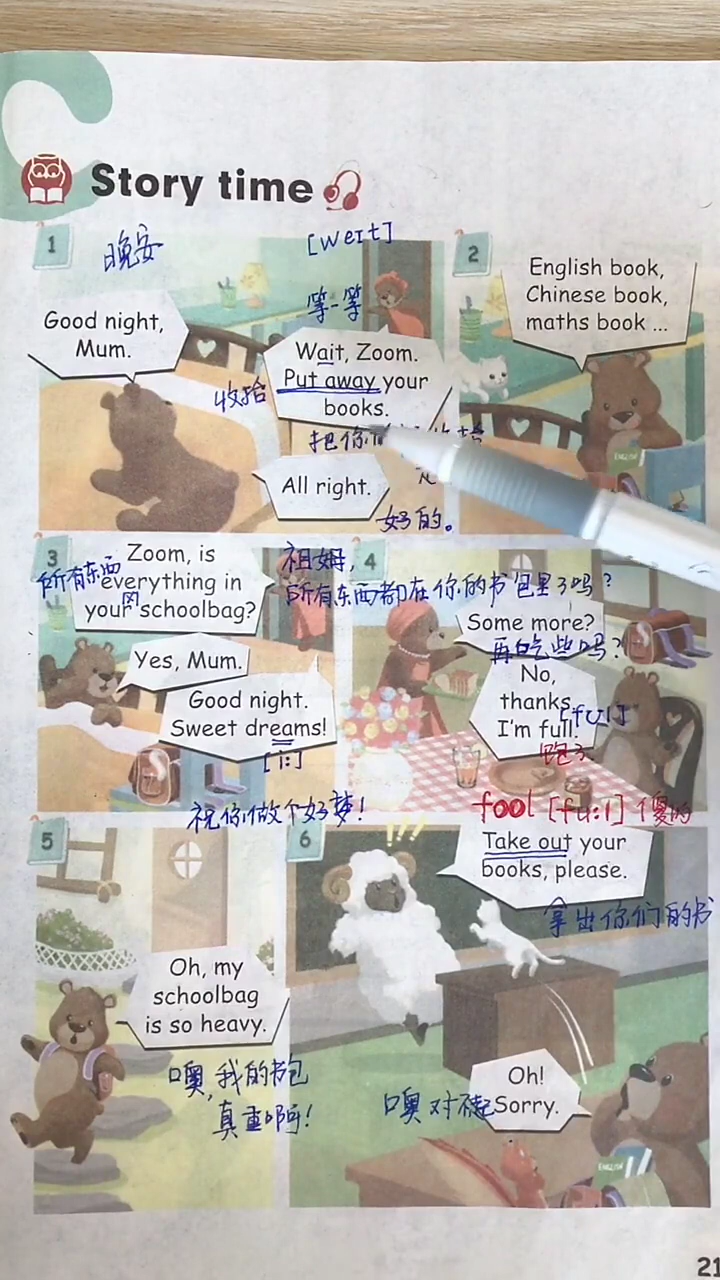 Story time
1
晚安
[weIt]
等一等
Good night,
Mum.
Wait, Zoom.
Put away your
books.
收拾
把你
All right.
好的。
2
English book,
Chinese book,
maths book ...
ENGLISH
3
Zoom, is
everything in
your schoolbag?
所有东西
祖姆,
所有东西都在你的书包里了吗?
Yes, Mum.
Good night.
Sweet dreams!
[i:]
祝你做个好梦!
4
Some more?
再吃些吗?
No,
thanks.
I'm full.
[fʊl]
饱了
fool [fu:l] 傻的
5
Oh, my
schoolbag
is so heavy.
噢,我的书包
真重啊!
6
!!!
Take out your
books, please.
拿出你们的书
Oh!
Sorry.
噢对不起
ENGLISH
21